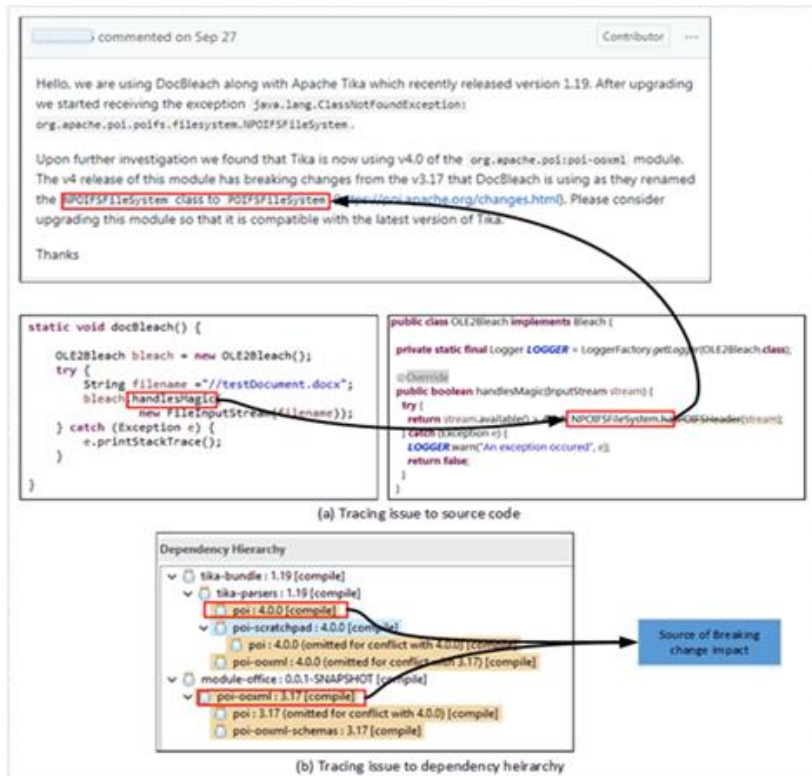 commented on Sep 27
Contributor
Hello, we are using DocBleach along with Apache Tika which recently released version 1.19. After upgrading
we started receiving the exception java.lang.ClassNotFoundException:
org.apache.poi.poifs.filesystem.NPOIFSFileSystem.
Upon further investigation we found that Tika is now using v4.0 of the org.apache.poi:poi-ooxml module.
The v4 release of this module has breaking changes from the v3.17 that DocBleach is using as they renamed
the NPOIFSFileSystem class to POIFSFileSystem https://poi.apache.org/changes.html). Please consider
upgrading this module so that it is compatible with the latest version of Tika.
Thanks
static void docBleach() {
OLE2Bleach bleach = new OLE2Bleach();
try {
String filename ="//testDocument.docx";
bleach.handlesMagic
new FileInputStream(filename));
} catch (Exception e) {
e.printStackTrace();
}
}
public class OLE2Bleach implements Bleach {
private static final Logger LOGGER = LoggerFactory.getLogger(OLE2Bleach.class);
@Override
public boolean handlesMagic(InputStream stream) {
try {
return stream.available() > NPOIFSFileSystem.hasPOIFSHeader(stream);
} catch (Exception e) {
LOGGER.warn("An exception occured", e);
return false;
}
}
(a) Tracing issue to source code
Dependency Hierarchy
tika-bundle : 1.19 [compile]
tika-parsers : 1.19 [compile]
poi : 4.0.0 [compile]
poi-scratchpad : 4.0.0 [compile]
poi : 4.0.0 (omitted for conflict with 4.0.0) [compile]
poi-ooxml : 4.0.0 (omitted for conflict with 3.17) [compile]
module-office : 0.0.1-SNAPSHOT [compile]
poi-ooxml : 3.17 [compile]
poi : 3.17 (omitted for conflict with 4.0.0) [compile]
poi-ooxml-schemas : 3.17 [compile]
Source of Breaking
change impact
(b) Tracing issue to dependency heirarchy